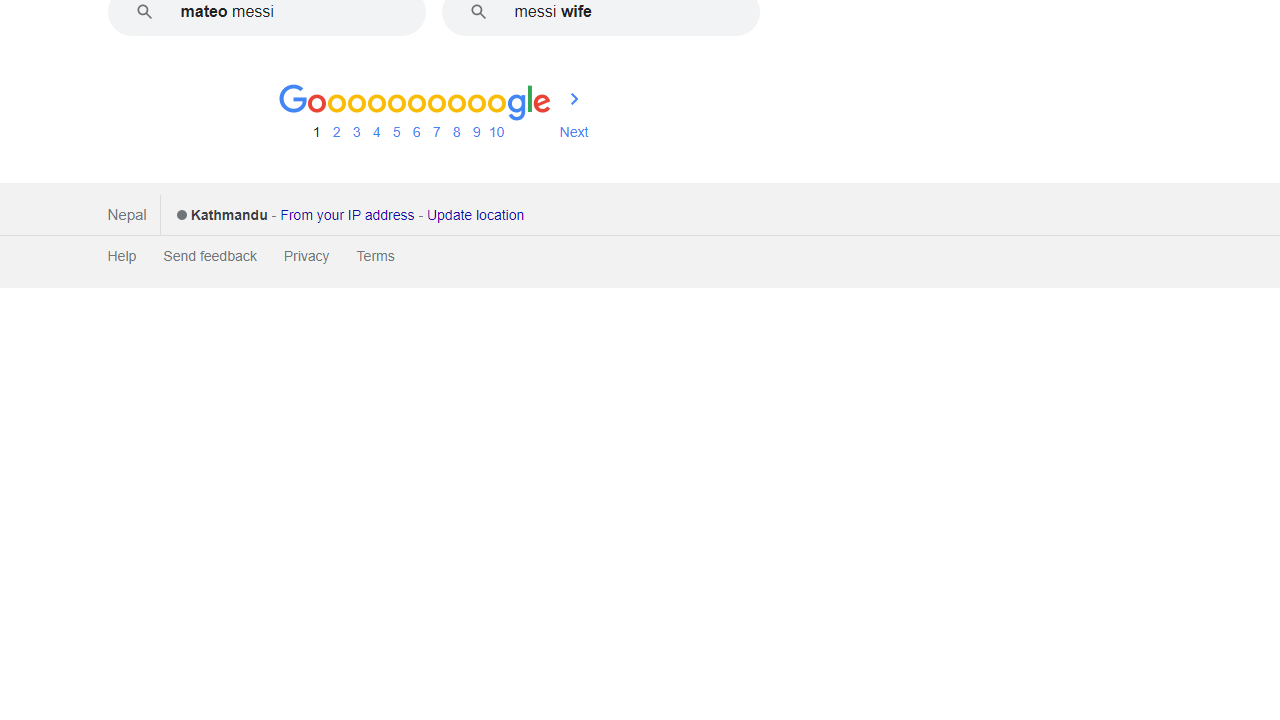 mateo messi
messi wife
Goooooooooogle
1 2 3 4 5 6 7 8 9 10 Next
Nepal
Kathmandu - From your IP address - Update location
Help Send feedback Privacy Terms